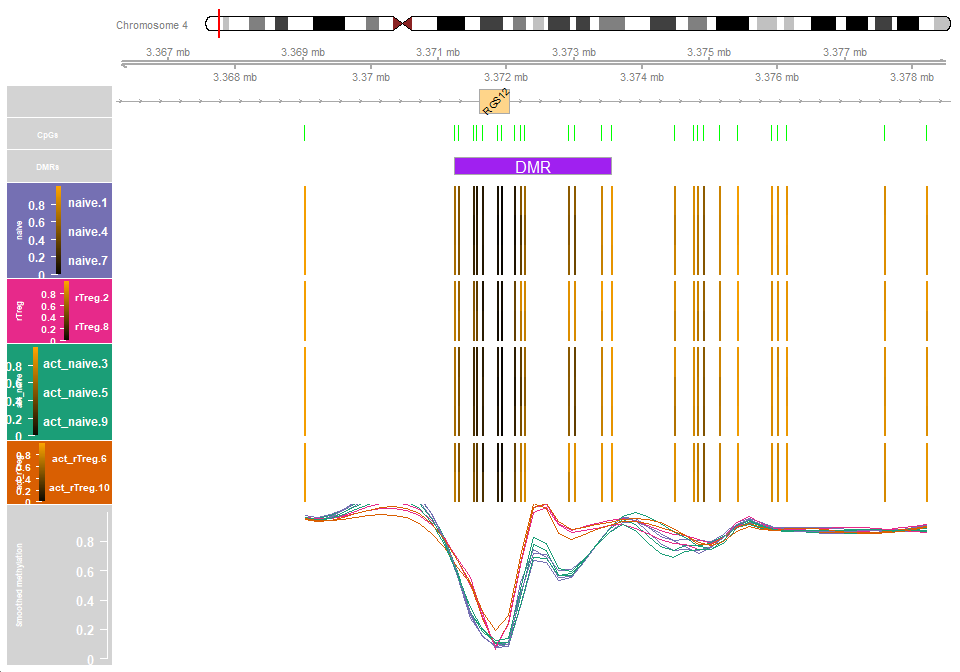 Chromosome 4
3.367 mb 3.369 mb 3.371 mb 3.373 mb 3.375 mb 3.377 mb
3.368 mb 3.37 mb 3.372 mb 3.374 mb 3.376 mb 3.378 mb
RGS12
CpGs
DMRs
DMR
naive
0.8
0.6
0.4
0.2
0
naive.1
naive.4
naive.7
rTreg
0.8
0.6
0.4
0.2
0
rTreg.2
rTreg.8
act_naive
0.8
0.6
0.4
0.2
0
act_naive.3
act_naive.5
act_naive.9
act_rTreg
0.8
0.6
0.4
0.2
0
act_rTreg.6
act_rTreg.10
Smoothed methylation
0.8
0.6
0.4
0.2
0